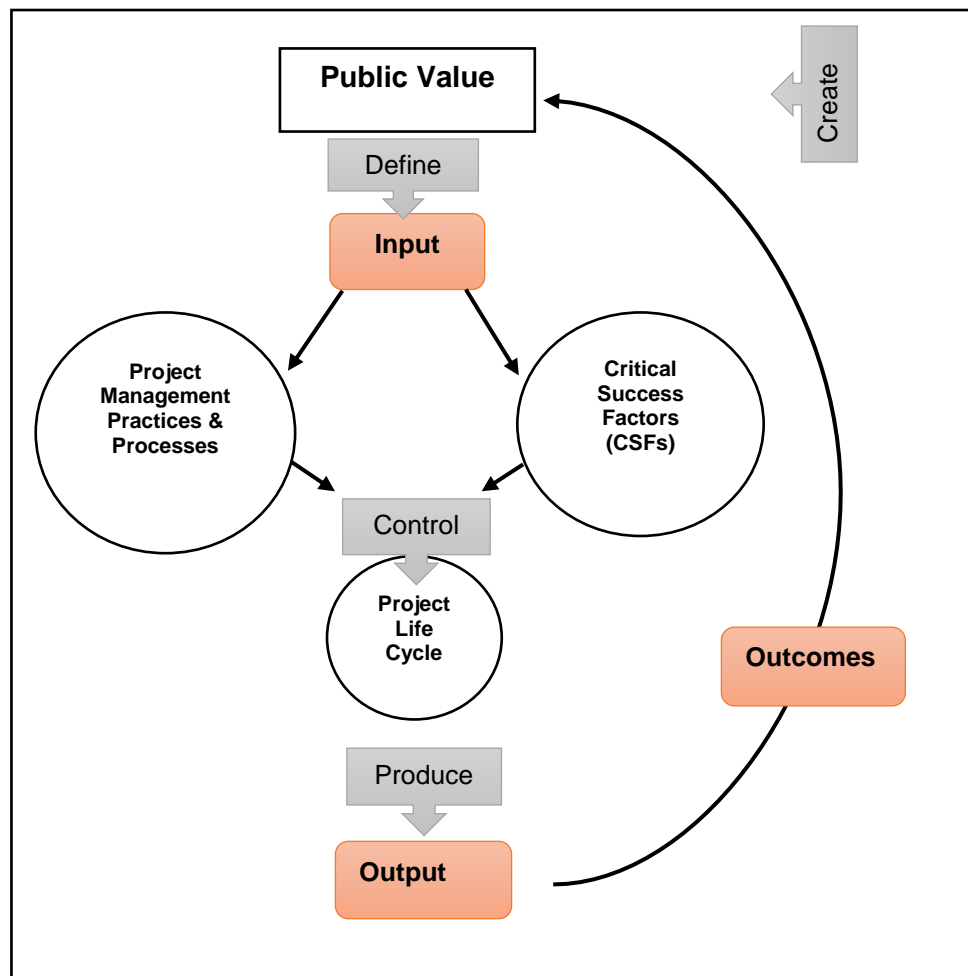 Public Value
Create
Define
Input
Project
Management
Practices &
Processes
Critical
Success
Factors
(CSFs)
Control
Project
Life
Cycle
Outcomes
Produce
Output